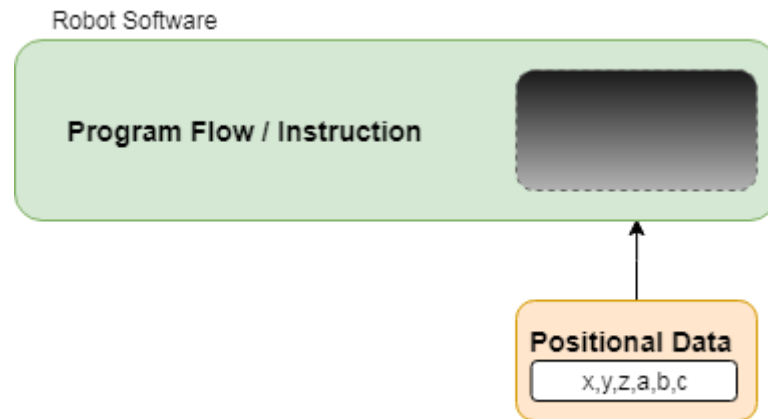 Robot Software
Program Flow / Instruction
Positional Data
x,y,z,a,b,c